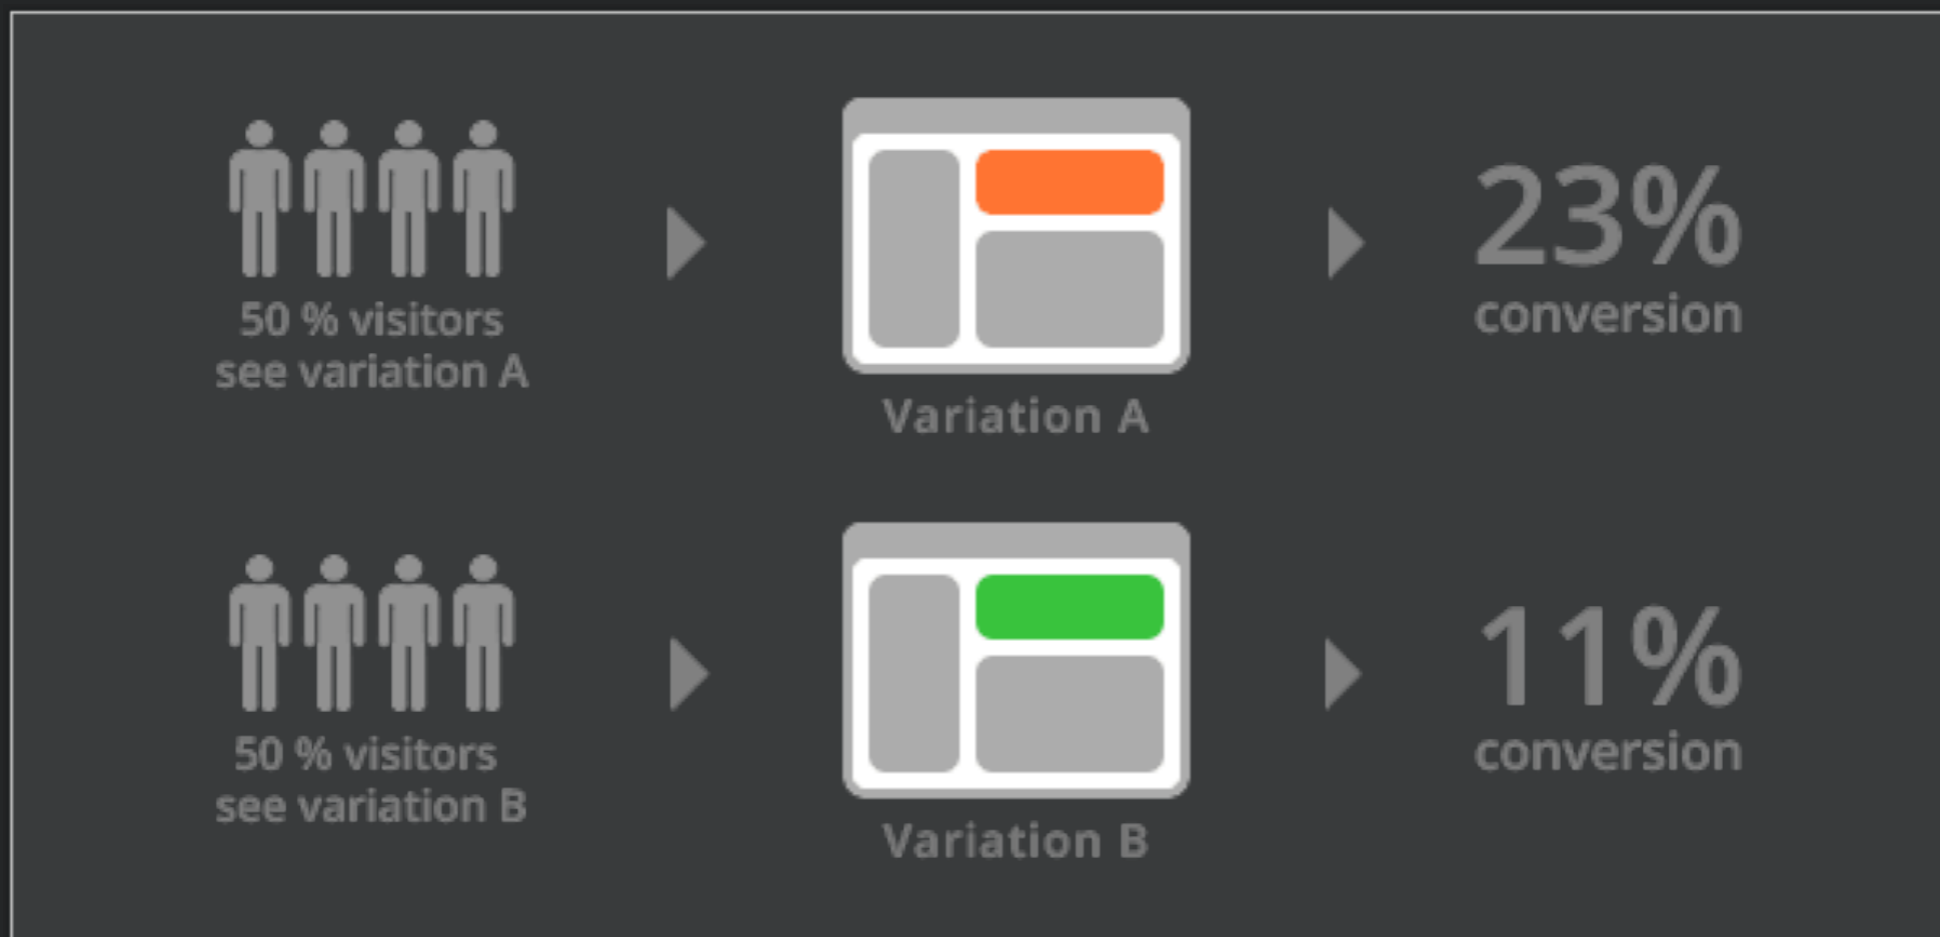 50 % visitors
see variation A
Variation A
23%
conversion
50 % visitors
see variation B
Variation B
11%
conversion